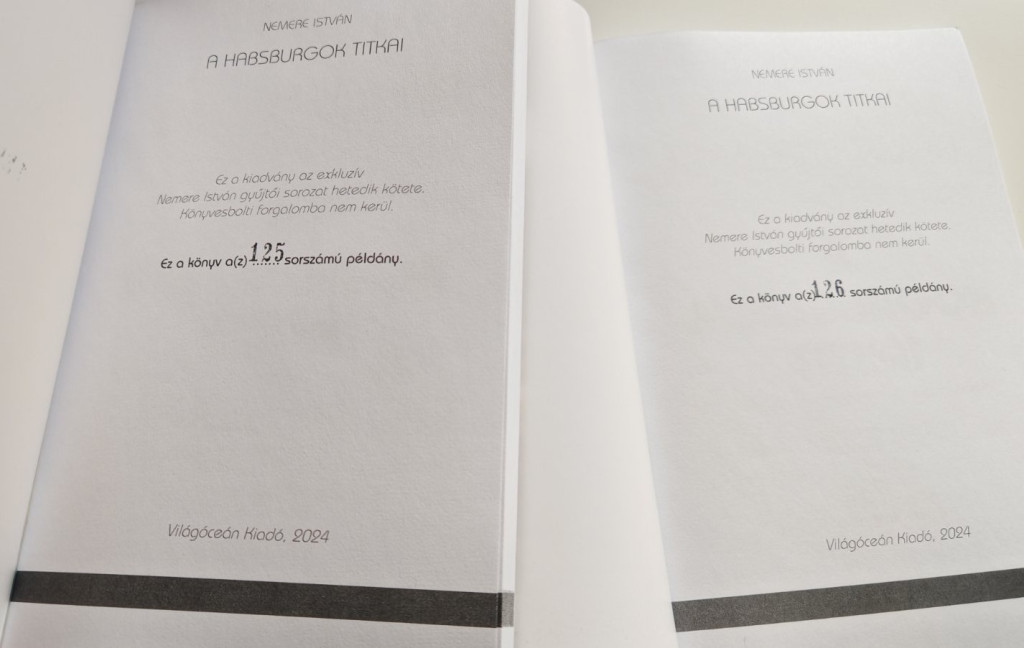 NEMERE ISTVÁN
A HABSBURGOK TITKAI
Ez a kiadvány az exkluzív
Nemere István gyűjtői sorozat hetedik kötete.
Könyvesbolti forgalomba nem kerül.
Ez a könyv a(z) 125 sorszámú példány.
Világóceán Kiadó, 2024
NEMERE ISTVÁN
A HABSBURGOK TITKAI
Ez a kiadvány az exkluzív
Nemere István gyűjtői sorozat hetedik kötete.
Könyvesbolti forgalomba nem kerül.
Ez a könyv a(z) 126 sorszámú példány.
Világóceán Kiadó, 2024